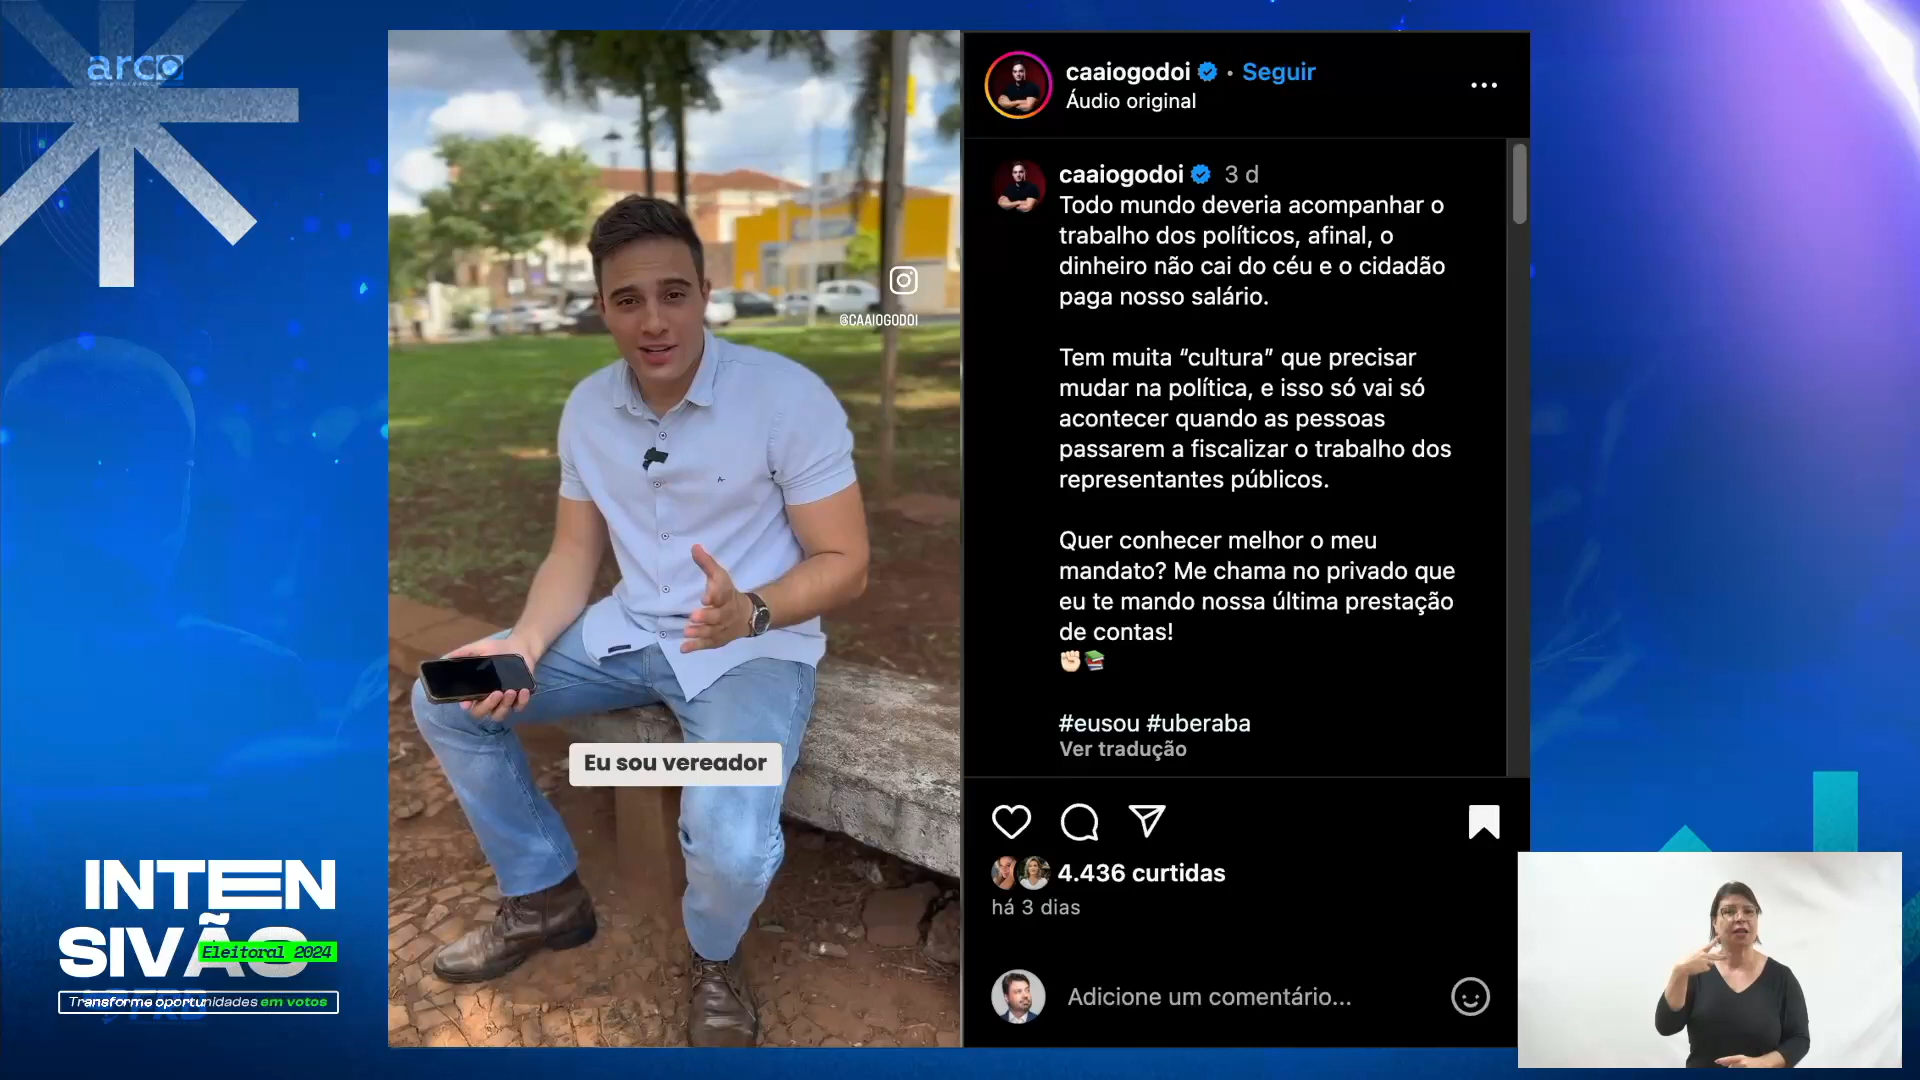 arco
INTEN
SIVÃO
Eleitoral 2024
Transforme oportunidades em votos
@CAAIOGODOI
Eu sou vereador
caaiogodoi • Seguir
Áudio original
caaiogodoi 3 d
Todo mundo deveria acompanhar o
trabalho dos políticos, afinal, o
dinheiro não cai do céu e o cidadão
paga nosso salário.
Tem muita “cultura” que precisar
mudar na política, e isso só vai só
acontecer quando as pessoas
passarem a fiscalizar o trabalho dos
representantes públicos.
Quer conhecer melhor o meu
mandato? Me chama no privado que
eu te mando nossa última prestação
de contas!
✊🏻📚
#eusou #uberaba
Ver tradução
4.436 curtidas
há 3 dias
Adicione um comentário...